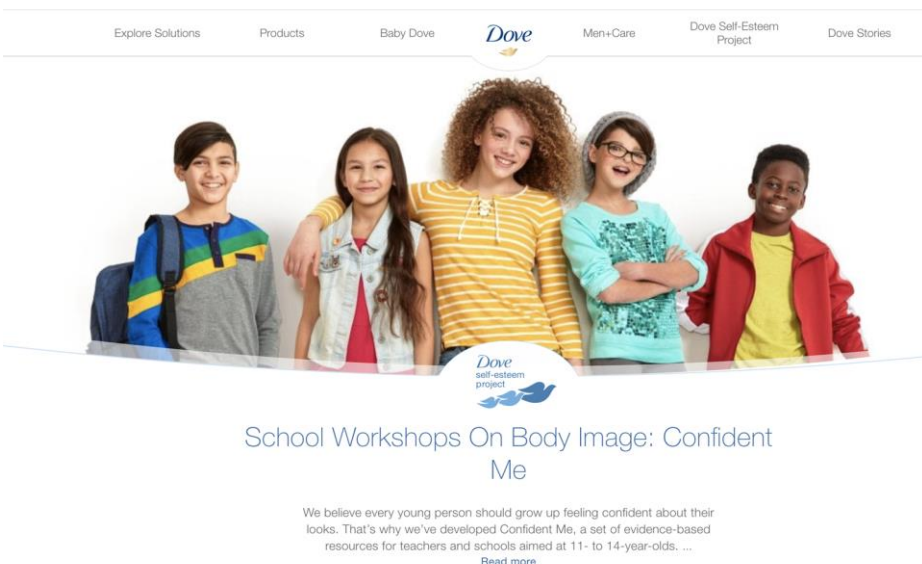 Explore Solutions
Products
Baby Dove
Dove
Men+Care
Dove Self-Esteem
Project
Dove Stories
Dove
self-esteem
project
School Workshops On Body Image: Confident
Me
We believe every young person should grow up feeling confident about their
looks. That's why we've developed Confident Me, a set of evidence-based
resources for teachers and schools aimed at 11- to 14-year-olds. ...
Read more